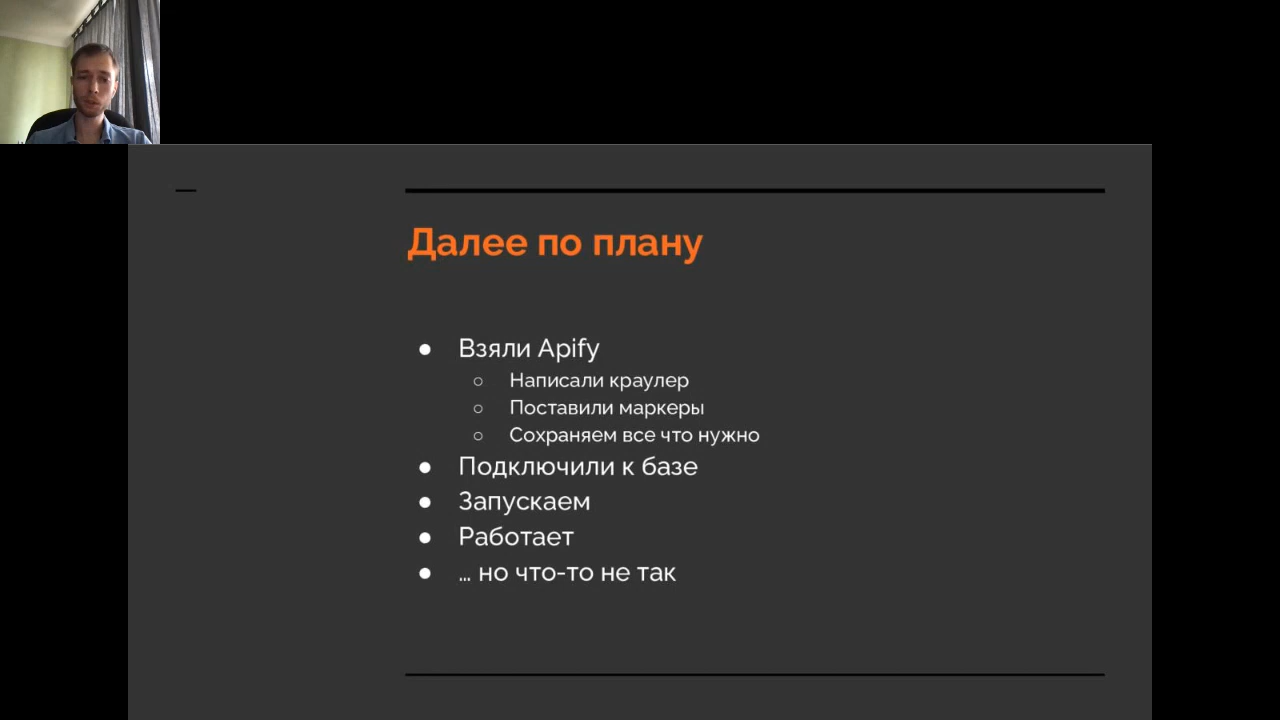 Далее по плану
● Взяли Apify
○ Написали краулер
○ Поставили маркеры
○ Сохраняем все что нужно
● Подключили к базе
● Запускаем
● Работает
● … но что-то не так